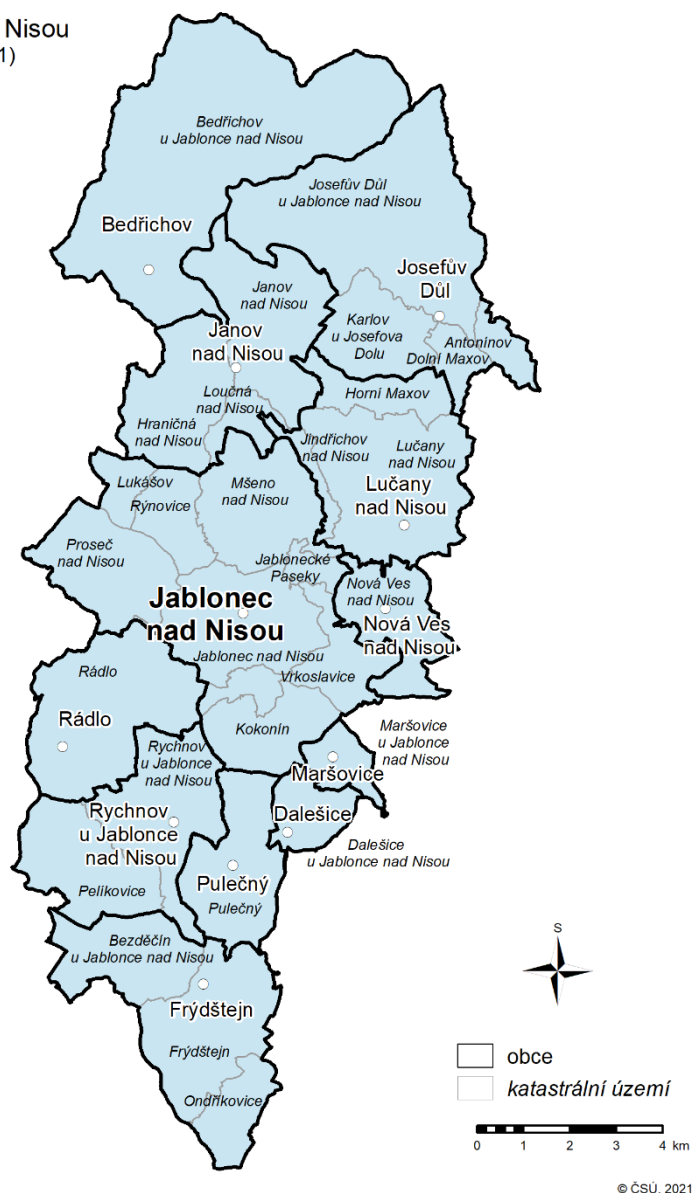 Nisou
1)
Bedřichov
u Jablonce nad Nisou
Josefův Důl
u Jablonce nad Nisou
Bedřichov
Josefův
Důl
Janov
nad Nisou
Karlov
u Josefova
Dolu
Antonínov
Dolní Maxov
Janov
nad Nisou
Loučná
nad Nisou
Horní Maxov
Hraničná
nad Nisou
Jindřichov
nad Nisou
Lučany
nad Nisou
Lukášov
Rýnovice
Mšeno
nad Nisou
Lučany
nad Nisou
Proseč
nad Nisou
Jablonecké
Paseky
Nová Ves
nad Nisou
Jablonec
nad Nisou
Nová Ves
nad Nisou
Jablonec nad Nisou
Vrkoslavice
Rádlo
Rádlo
Kokonín
Maršovice
u Jablonce
nad Nisou
Rychnov
u Jablonce
nad Nisou
Maršovice
Rychnov
u Jablonce
nad Nisou
Dalešice
Dalešice
u Jablonce nad Nisou
Pelíkovice
Pulečný
Pulečný
Bezděčín
u Jablonce nad Nisou
Frýdštejn
Frýdštejn
Ondříkovice
S
obce
katastrální území
0 1 2 3 4 km
© ČSÚ, 2021